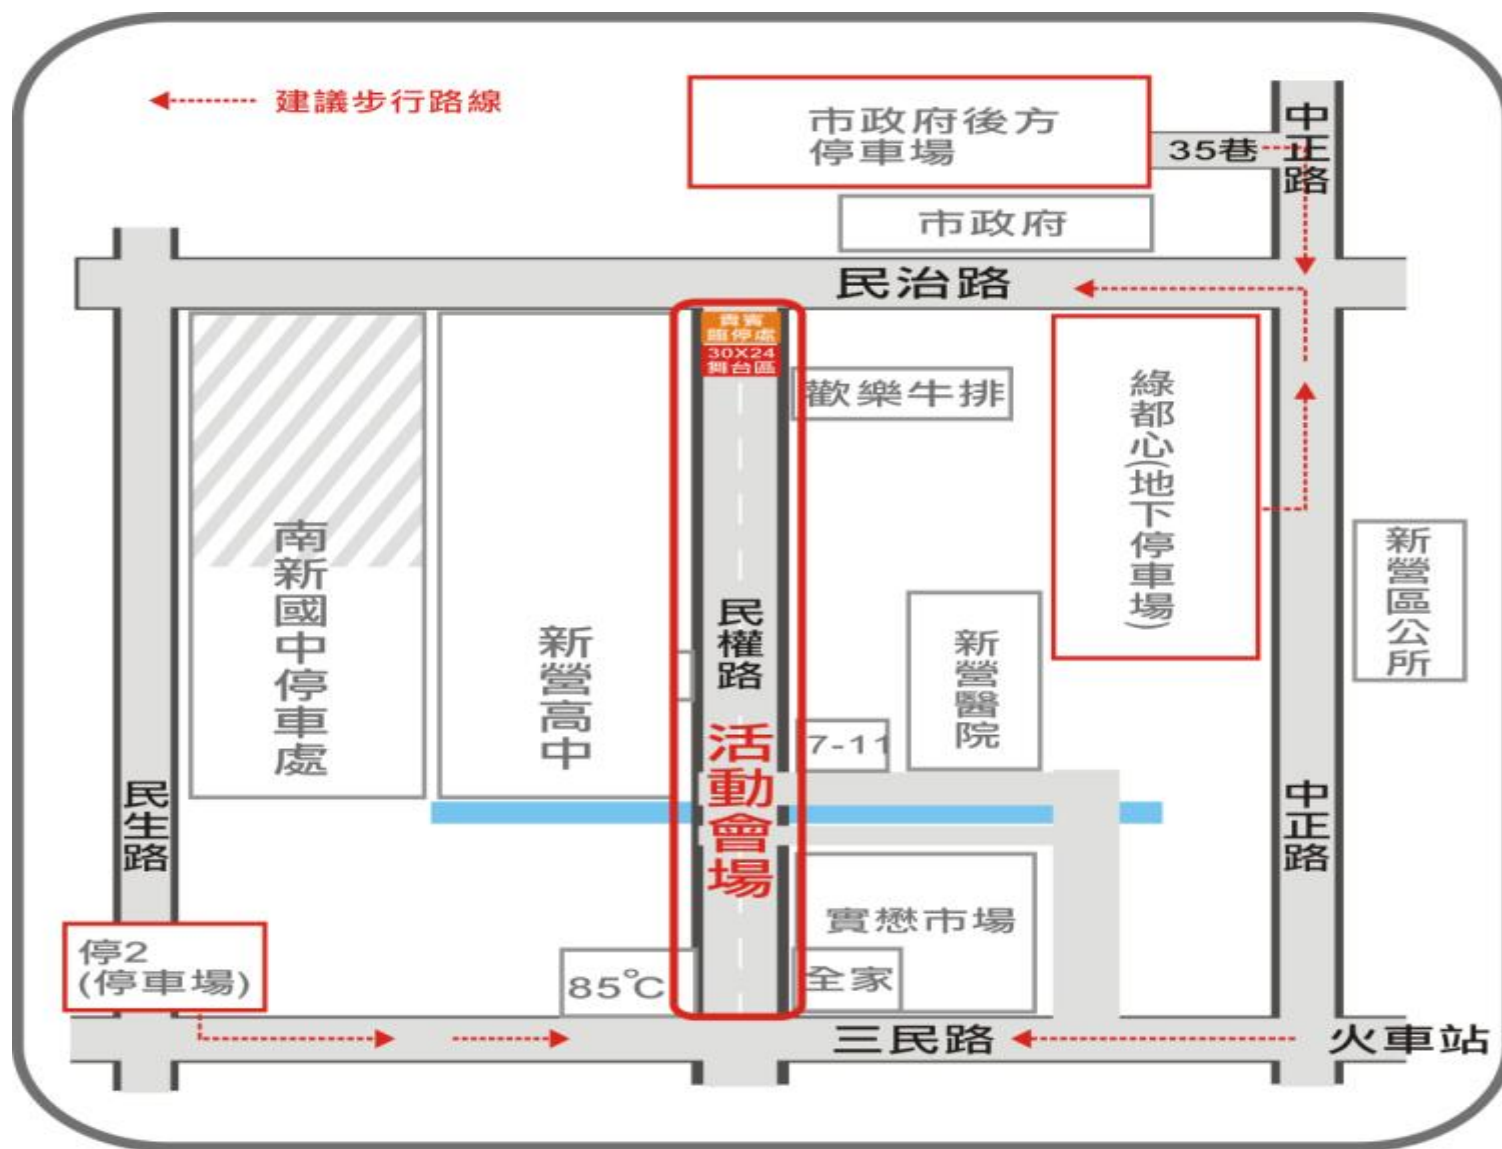 建議步行路線
市政府後方
停車場
35巷
中正路
市政府
民治路
貴賓
臨停處
30X24
舞台區
歡樂牛排
綠都心(地下停車場)
南新國中停車處
新營高中
民權路
活動會場
新營醫院
新營區公所
7-11
民生路
中正路
實懋市場
停2
(停車場)
85℃
全家
三民路
火車站